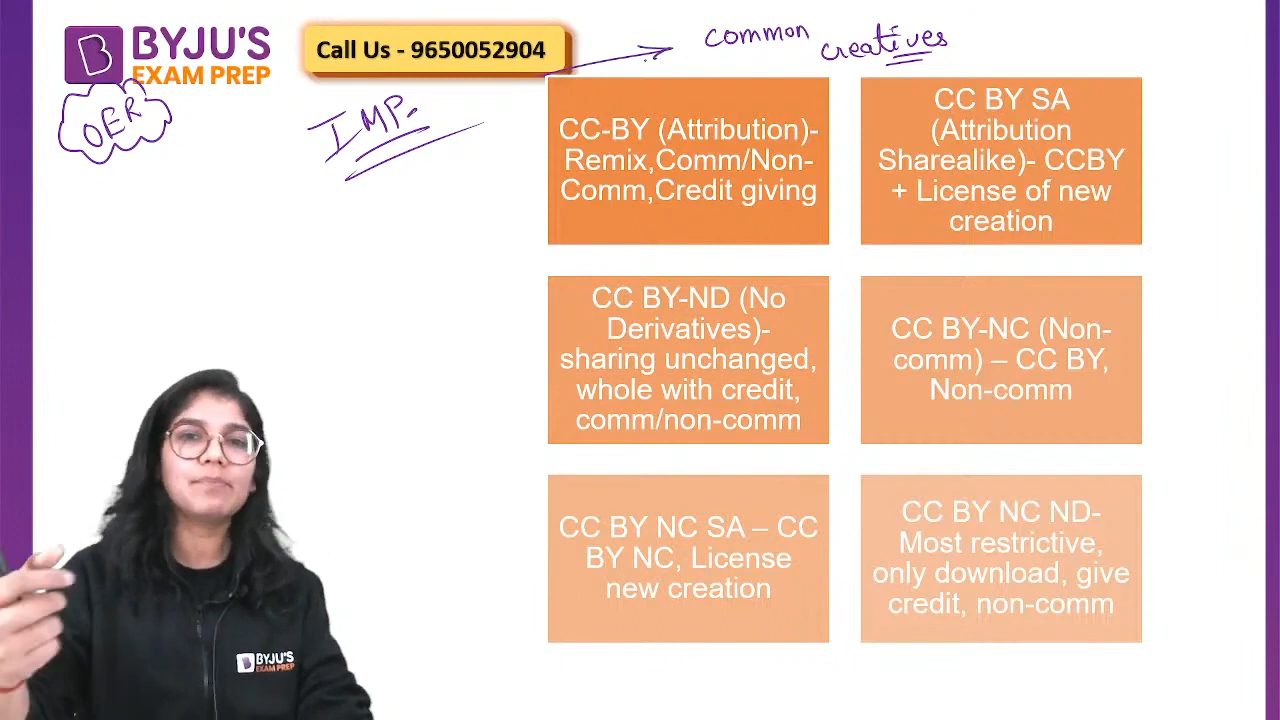 BYJU'S
EXAM PREP
Call Us - 9650052904
common
creatives
OER
IMP.
CC-BY (Attribution)-
Remix,Comm/Non-
Comm,Credit giving
CC BY SA
(Attribution
Sharealike)- CCBY
+ License of new
creation
CC BY-ND (No
Derivatives)-
sharing unchanged,
whole with credit,
comm/non-comm
CC BY-NC (Non-
comm) – CC BY,
Non-comm
CC BY NC SA – CC
BY NC, License
new creation
CC BY NC ND-
Most restrictive,
only download, give
credit, non-comm
BYJU'S
EXAM PREP